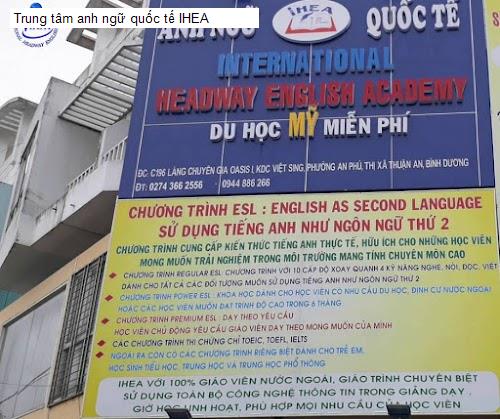 Trung tâm anh ngữ quốc tế IHEA
IHEA
ANH NGỮ QUỐC TẾ
INTERNATIONAL
HEADWAY ENGLISH ACADEMY
DU HỌC MỸ MIỄN PHÍ
ĐC: C196 LÀNG CHUYÊN GIA OASIS I, KDC VIỆT SING, PHƯỜNG AN PHÚ, THỊ XÃ THUẬN AN, BÌNH DƯƠNG
ĐT: 0274 366 2556 - 0944 886 266
CHƯƠNG TRÌNH ESL : ENGLISH AS SECOND LANGUAGE
SỬ DỤNG TIẾNG ANH NHƯ NGÔN NGỮ THỨ 2
CHƯƠNG TRÌNH CUNG CẤP KIẾN THỨC TIẾNG ANH THỰC TẾ, HỮU ÍCH CHO NHỮNG HỌC VIÊN
MONG MUỐN TRẢI NGHIỆM TRONG MÔI TRƯỜNG MANG TÍNH CHUYÊN MÔN CAO
CHƯƠNG TRÌNH REGULAR ESL: CHƯƠNG TRÌNH VỚI 10 CẤP ĐỘ XOAY QUANH 4 KỸ NĂNG NGHE, NÓI, ĐỌC, VIẾT
DÀNH CHO TẤT CẢ CÁC ĐỐI TƯỢNG MUỐN SỬ DỤNG TIẾNG ANH NHƯ NGÔN NGỮ THỨ 2
CHƯƠNG TRÌNH POWER ESL : KHÓA HỌC DÀNH CHO HỌC VIÊN CÓ NHU CẦU DU HỌC, ĐỊNH CƯ NƯỚC NGOÀI
HOẶC CÁC HỌC VIÊN MUỐN ĐẠT TRÌNH ĐỘ CAO TRONG 6 THÁNG
CHƯƠNG TRÌNH PREMIUM ESL : DẠY THEO YÊU CẦU
HỌC VIÊN CHỦ ĐỘNG YÊU CẦU GIÁO VIÊN DẠY THEO MONG MUỐN CỦA MÌNH
CÁC CHƯƠNG TRÌNH THI CHỨNG CHỈ TOEIC, TOEFL, IELTS
NGOÀI RA CÒN CÓ CÁC CHƯƠNG TRÌNH RIÊNG BIỆT DÀNH CHO TRẺ EM,
HỌC SINH TIỂU HỌC, TRUNG HỌC VÀ TRUNG HỌC PHỔ THÔNG
IHEA VỚI 100% GIÁO VIÊN NƯỚC NGOÀI, GIÁO TRÌNH CHUYÊN BIỆT
SỬ DỤNG TOÀN BỘ CÔNG NGHỆ THÔNG TIN TRONG GIẢNG DẠY ,
GIỜ HỌC LINH HOẠT, PHÙ HỢP MỌI NHU CẦU CỦA HỌC VIÊN